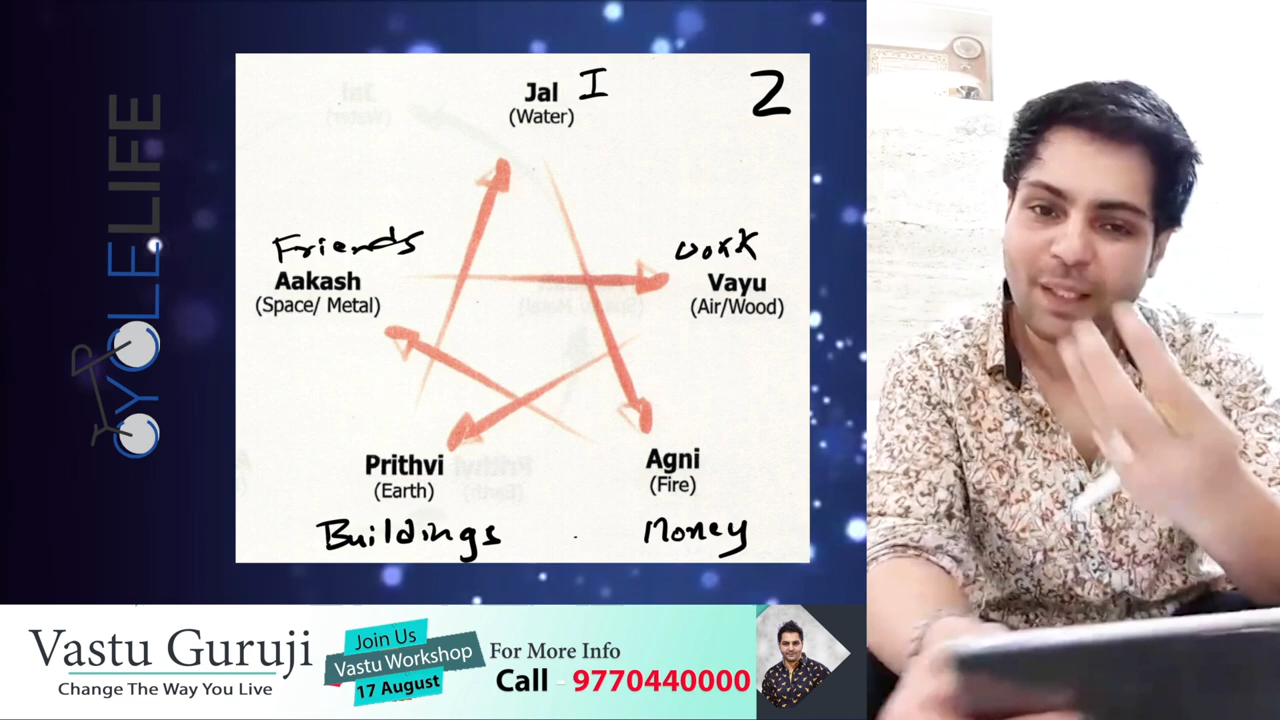 CYCLELIFE
Jal I
(Water)
2
Friends
Aakash
(Space/ Metal)
work
Vayu
(Air/Wood)
Prithvi
(Earth)
Buildings
Agni
(Fire)
Money
Vastu Guruji
Change The Way You Live
Join Us
Vastu Workshop
17 August
For More Info
Call - 9770440000